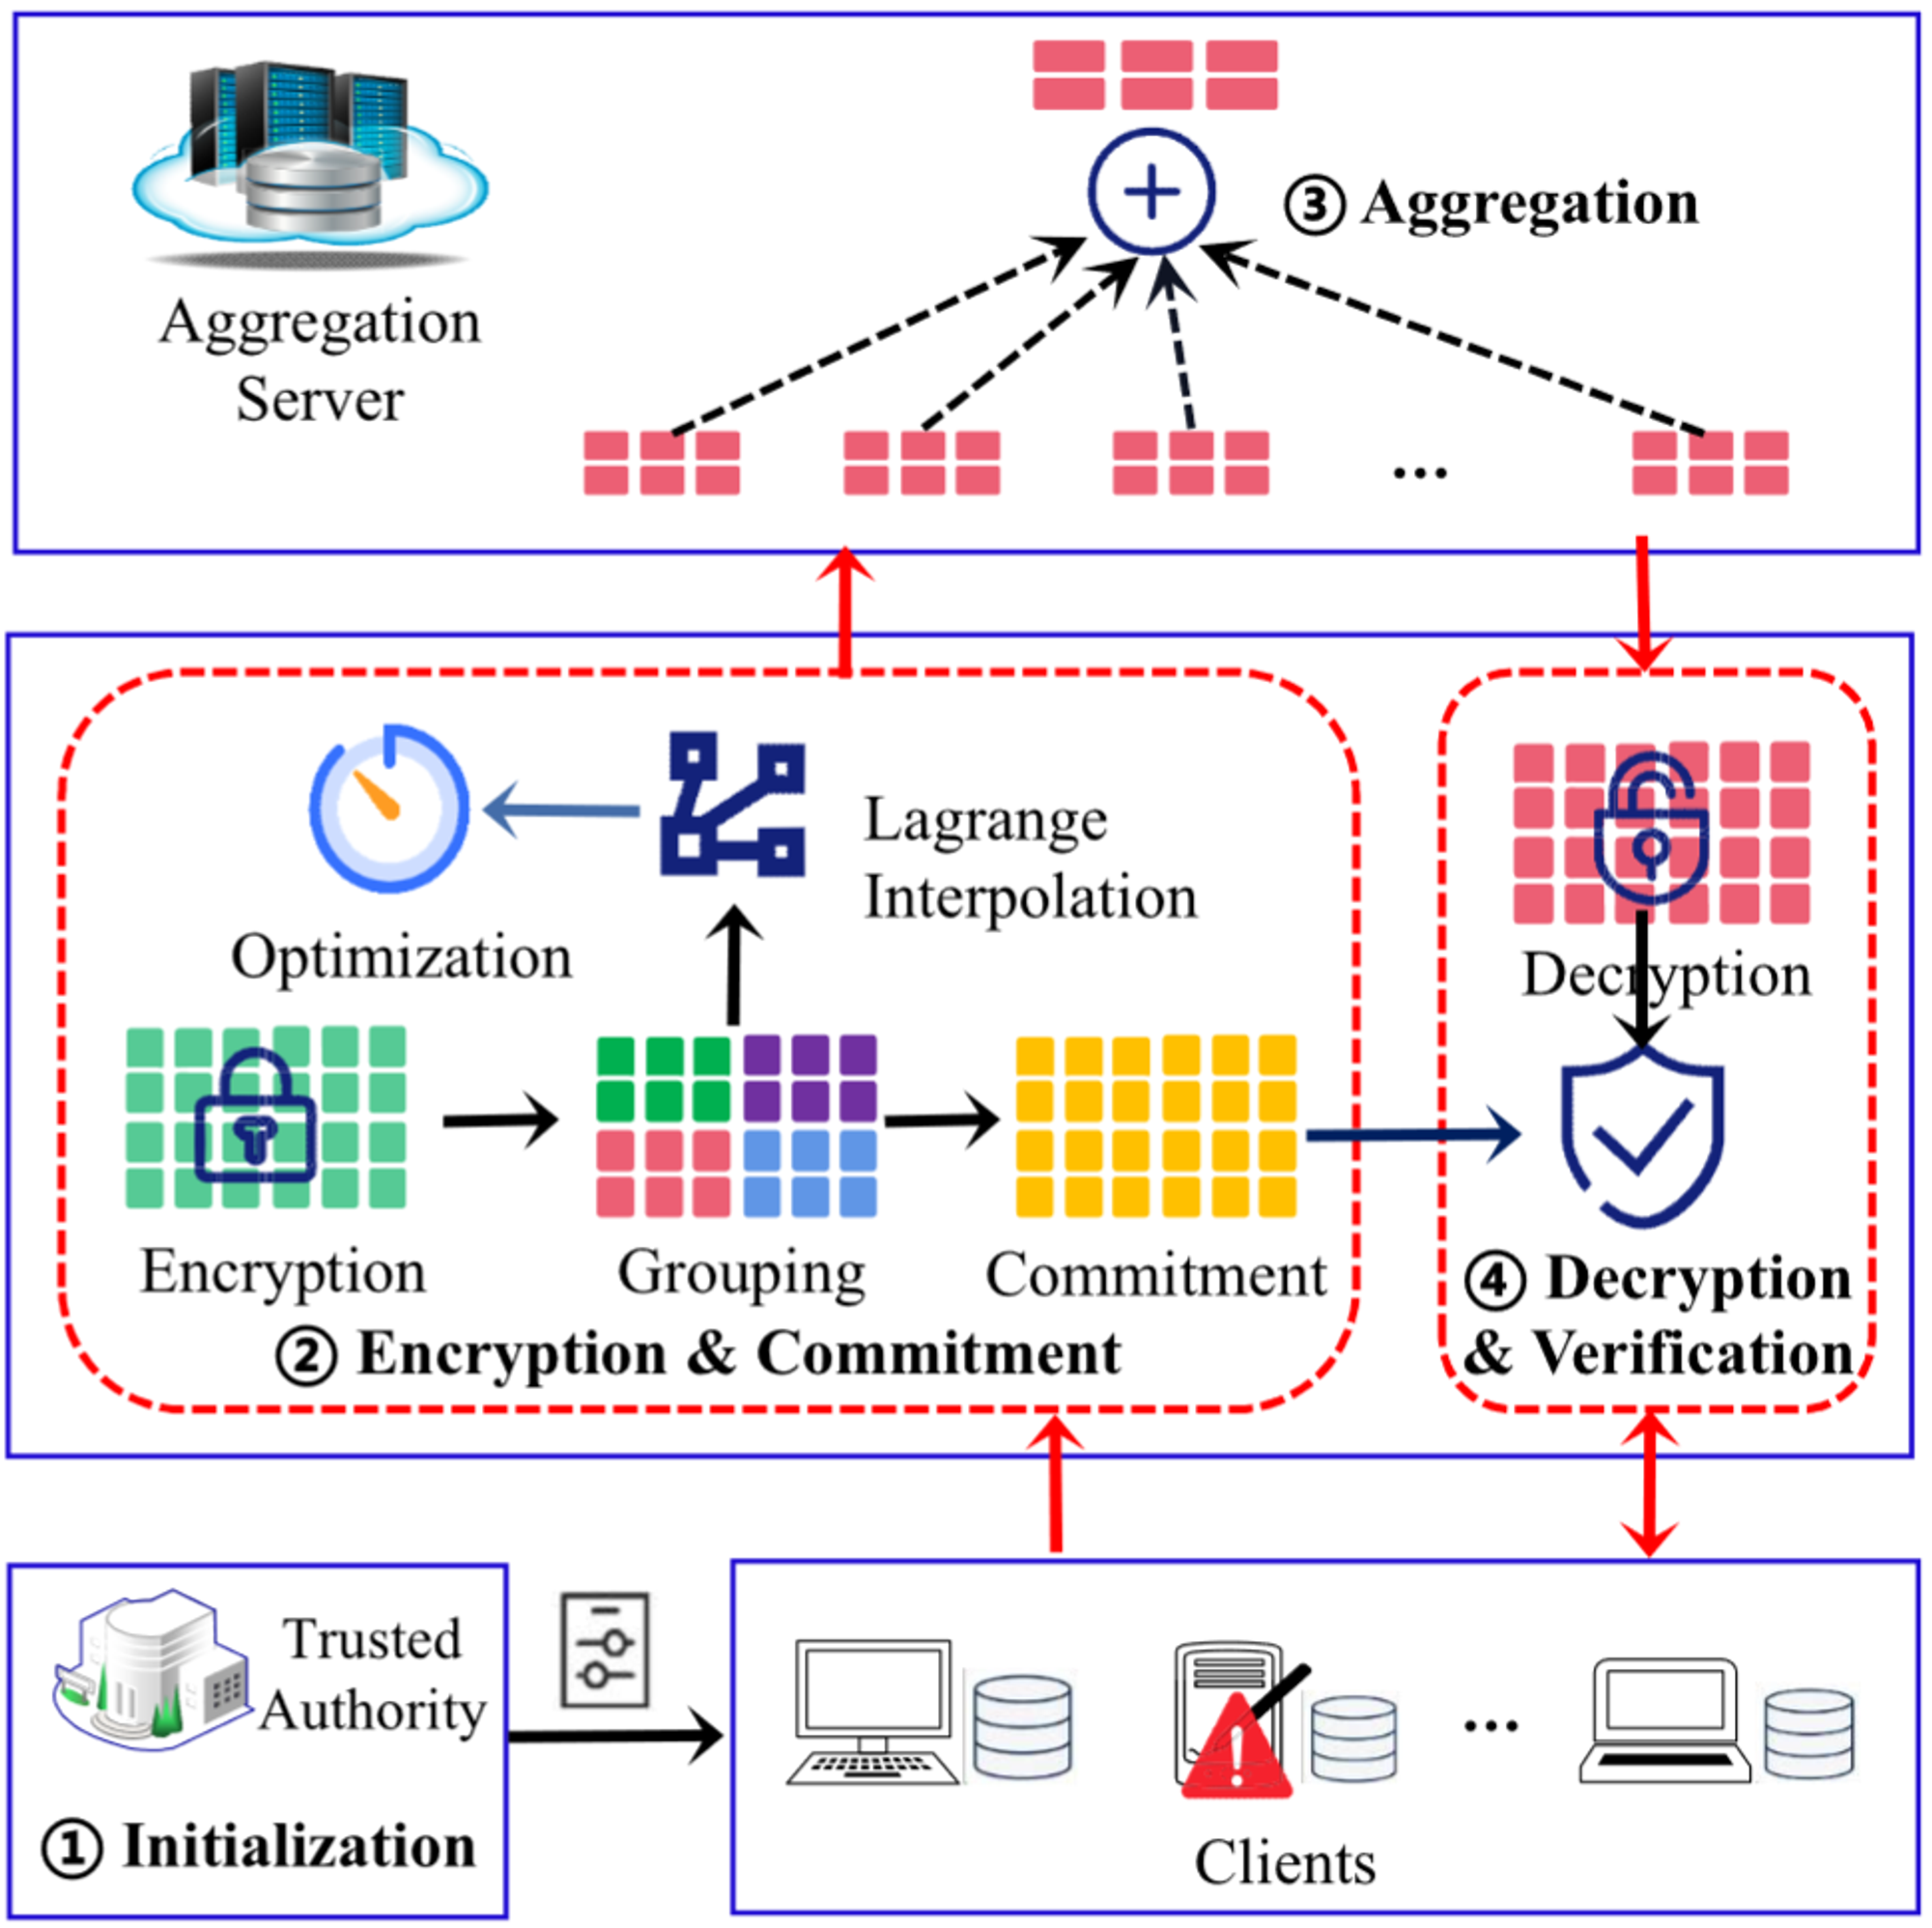 ③ Aggregation
Aggregation
Server
...
Lagrange
Interpolation
Optimization
Decryption
Encryption
Grouping
Commitment
② Encryption & Commitment
④ Decryption
& Verification
Trusted
Authority
① Initialization
...
Clients